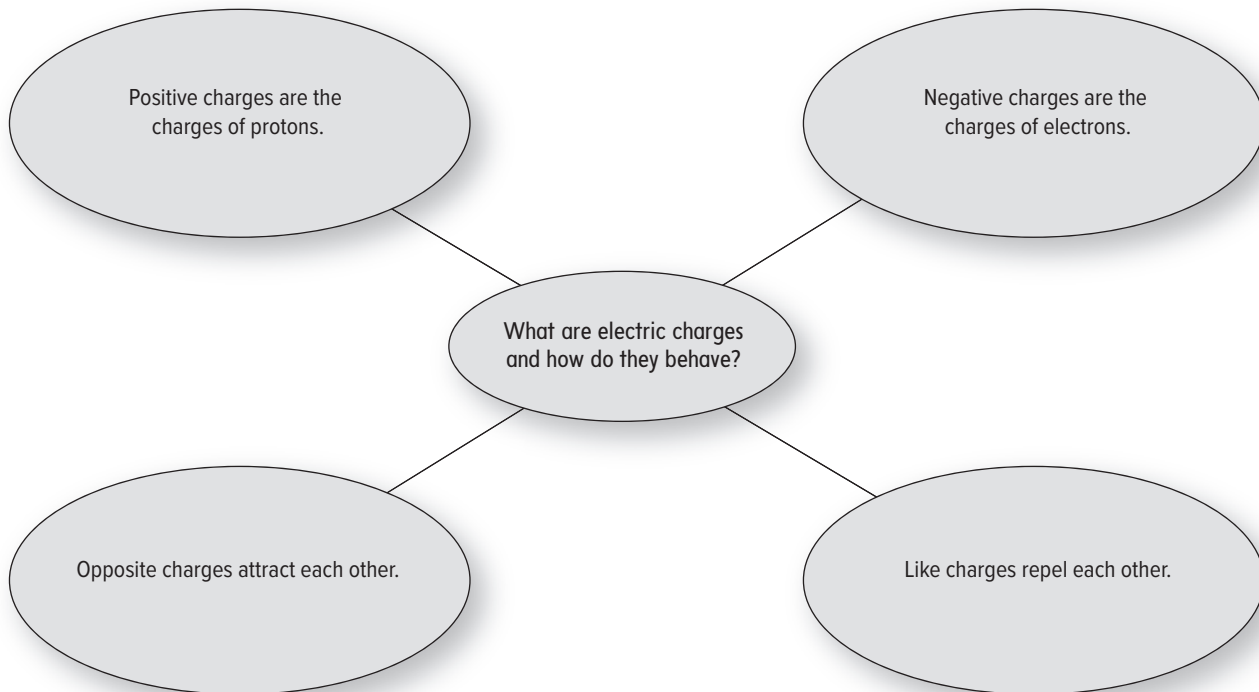 Positive charges are the
charges of protons.
Negative charges are the
charges of electrons.
What are electric charges
and how do they behave?
Opposite charges attract each other.
Like charges repel each other.